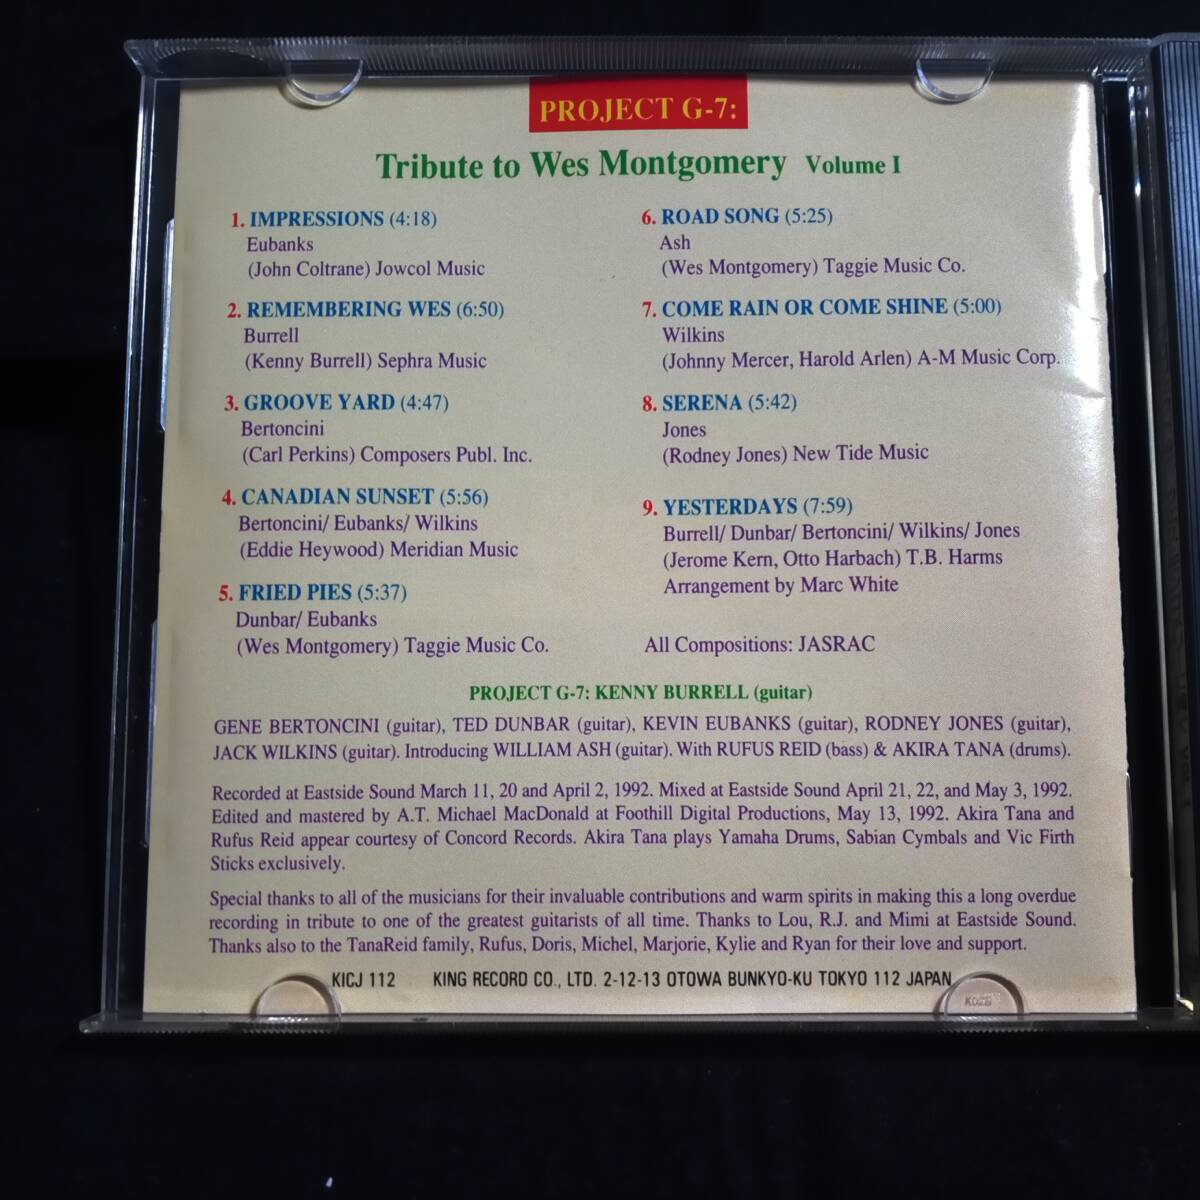 PROJECT G-7:
Tribute to Wes Montgomery Volume I
1. IMPRESSIONS (4:18)
Eubanks
(John Coltrane) Jowcol Music
2. REMEMBERING WES (6:50)
Burrell
(Kenny Burrell) Sephra Music
3. GROOVE YARD (4:47)
Bertoncini
(Carl Perkins) Composers Publ. Inc.
4. CANADIAN SUNSET (5:56)
Bertoncini/ Eubanks/ Wilkins
(Eddie Heywood) Meridian Music
5. FRIED PIES (5:37)
Dunbar/ Eubanks
(Wes Montgomery) Taggie Music Co.
6. ROAD SONG (5:25)
Ash
(Wes Montgomery) Taggie Music Co.
7. COME RAIN OR COME SHINE (5:00)
Wilkins
(Johnny Mercer, Harold Arlen) A-M Music Corp.
8. SERENA (5:42)
Jones
(Rodney Jones) New Tide Music
9. YESTERDAYS (7:59)
Burrell/ Dunbar/ Bertoncini/ Wilkins/ Jones
(Jerome Kern, Otto Harbach) T.B. Harms
Arrangement by Marc White
All Compositions: JASRAC
PROJECT G-7: KENNY BURRELL (guitar)
GENE BERTONCINI (guitar), TED DUNBAR (guitar), KEVIN EUBANKS (guitar), RODNEY JONES (guitar),
JACK WILKINS (guitar). Introducing WILLIAM ASH (guitar). With RUFUS REID (bass) & AKIRA TANA (drums).
Recorded at Eastside Sound March 11, 20 and April 2, 1992. Mixed at Eastside Sound April 21, 22, and May 3, 1992.
Edited and mastered by A.T. Michael MacDonald at Foothill Digital Productions, May 13, 1992. Akira Tana and
Rufus Reid appear courtesy of Concord Records. Akira Tana plays Yamaha Drums, Sabian Cymbals and Vic Firth
Sticks exclusively.
Special thanks to all of the musicians for their invaluable contributions and warm spirits in making this a long overdue
recording in tribute to one of the greatest guitarists of all time. Thanks to Lou, R.J. and Mimi at Eastside Sound.
Thanks also to the TanaReid family, Rufus, Doris, Michel, Marjorie, Kylie and Ryan for their love and support.
KICJ 112 KING RECORD CO., LTD. 2-12-13 OTOWA BUNKYO-KU TOKYO 112 JAPAN